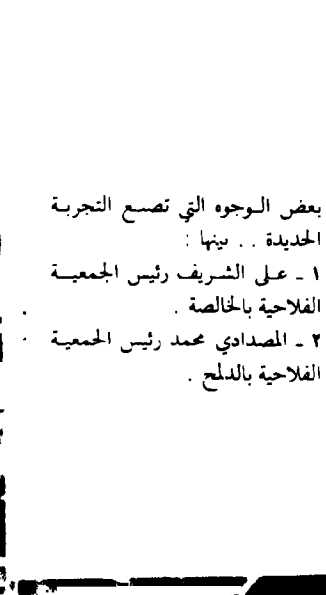 بعض الوجوه التي تصنع التجربة
الجديدة . . بينها :
١ - على الشريف رئيس الجمعية
الفلاحية بالخالصة .
٢ - المصدادي محمد رئيس الجمعية
الفلاحية بالدلمح .